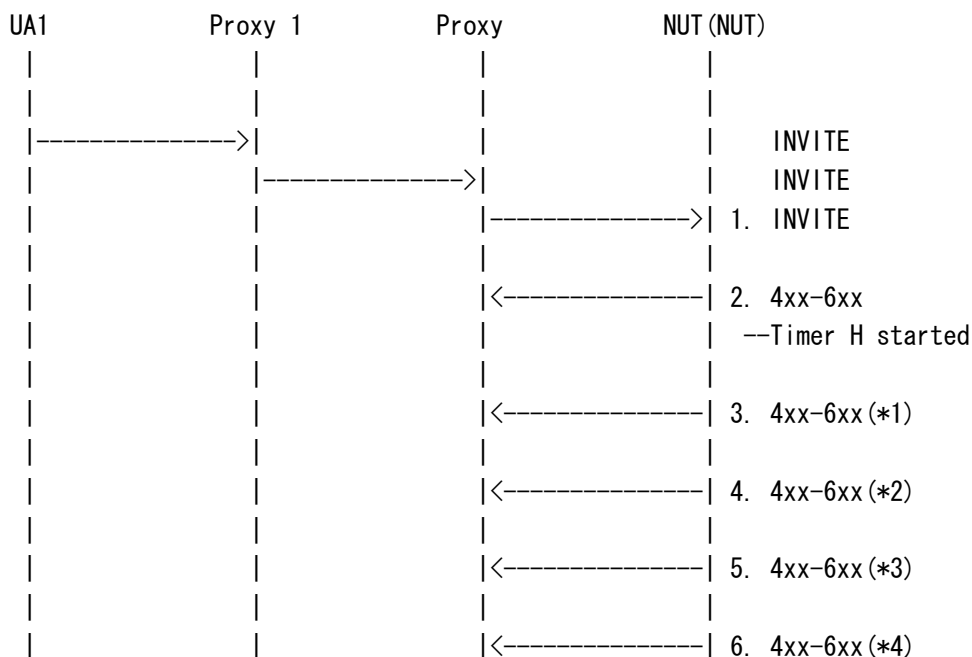 UA1 Proxy 1 Proxy NUT(NUT)
INVITE
INVITE
1. INVITE
2. 4xx-6xx
--Timer H started
3. 4xx-6xx(*1)
4. 4xx-6xx(*2)
5. 4xx-6xx(*3)
6. 4xx-6xx(*4)